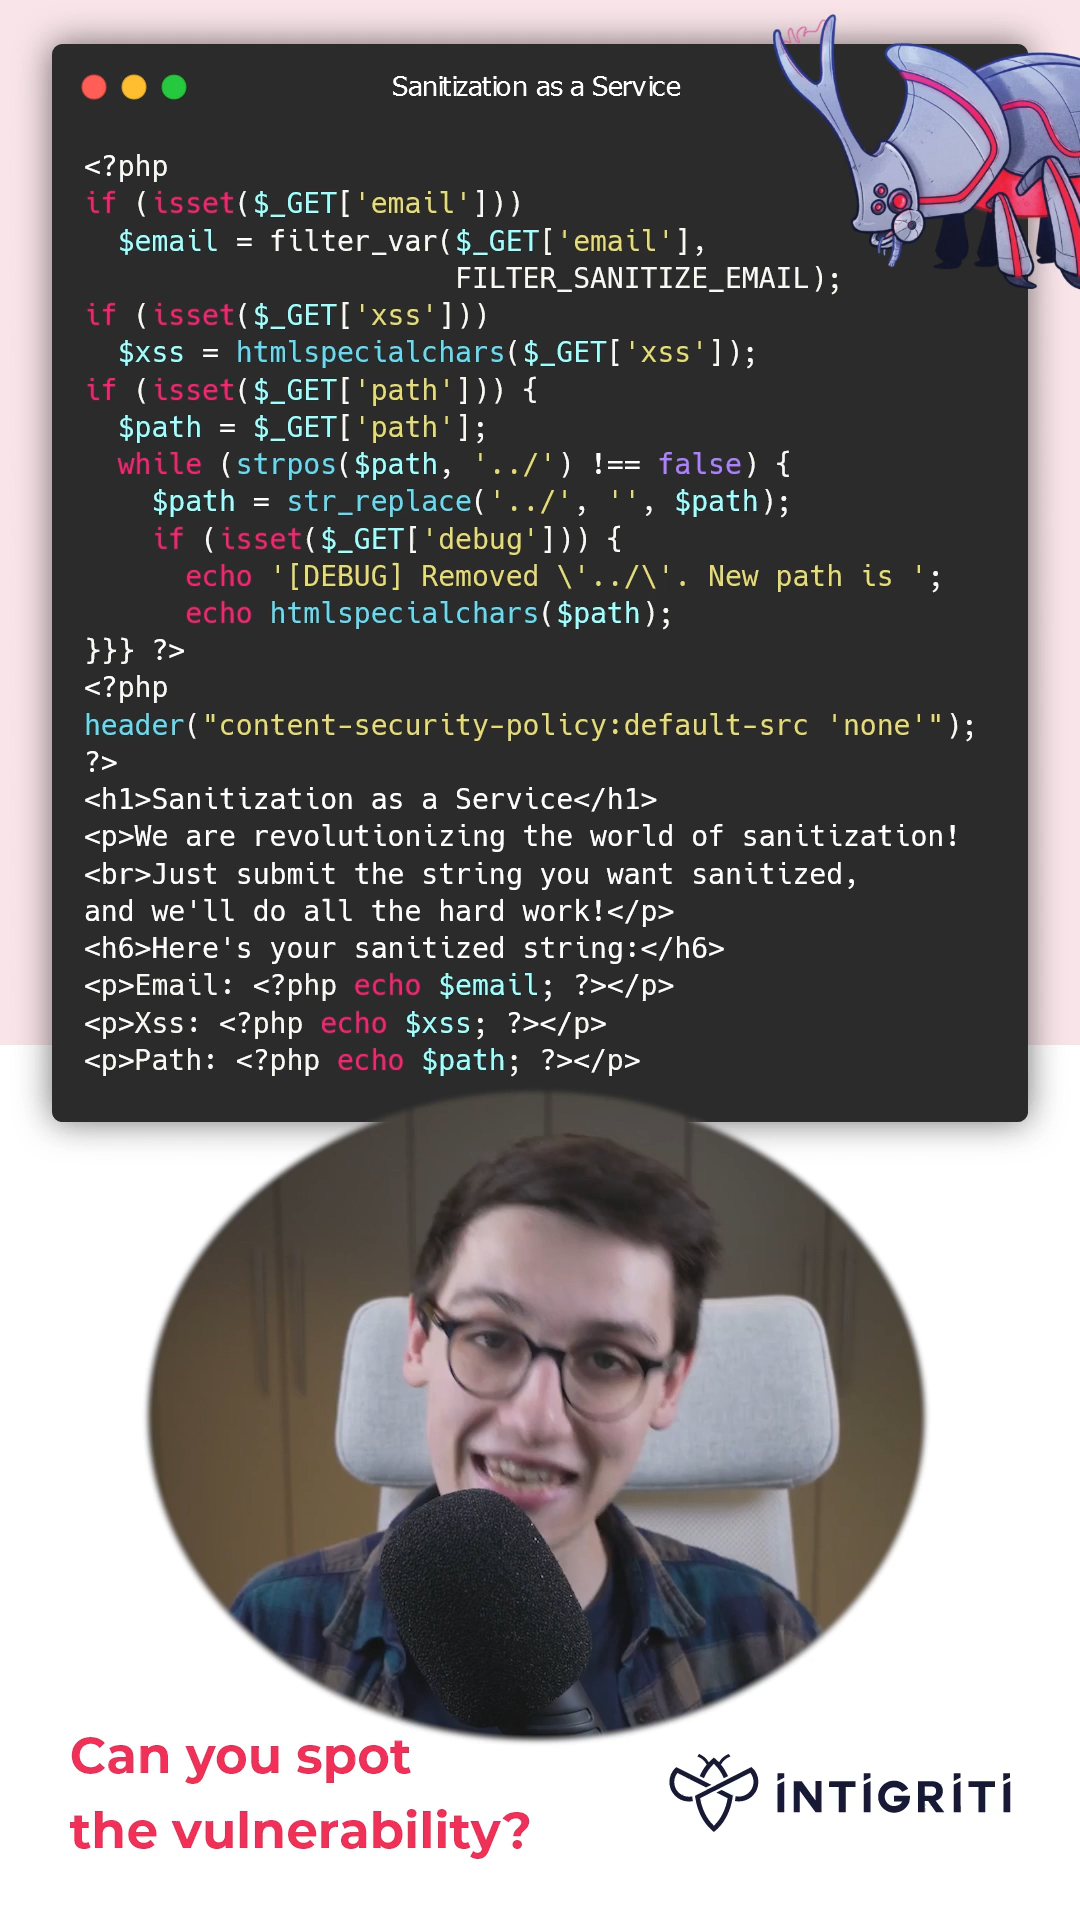 Sanitization as a Service
<?php
if (isset($_GET['email']))
  $email = filter_var($_GET['email'],
                      FILTER_SANITIZE_EMAIL);
if (isset($_GET['xss']))
  $xss = htmlspecialchars($_GET['xss']);
if (isset($_GET['path'])) {
  $path = $_GET['path'];
  while (strpos($path, '../') !== false) {
    $path = str_replace('../', '', $path);
    if (isset($_GET['debug'])) {
      echo '[DEBUG] Removed \'../\'. New path is ';
      echo htmlspecialchars($path);
}}} ?>
<?php
header("content-security-policy:default-src 'none'");
?>
<h1>Sanitization as a Service</h1>
<p>We are revolutionizing the world of sanitization!
<br>Just submit the string you want sanitized,
and we'll do all the hard work!</p>
<h6>Here's your sanitized string:</h6>
<p>Email: <?php echo $email; ?></p>
<p>Xss: <?php echo $xss; ?></p>
<p>Path: <?php echo $path; ?></p>
Can you spot
the vulnerability?
INTIGRITI